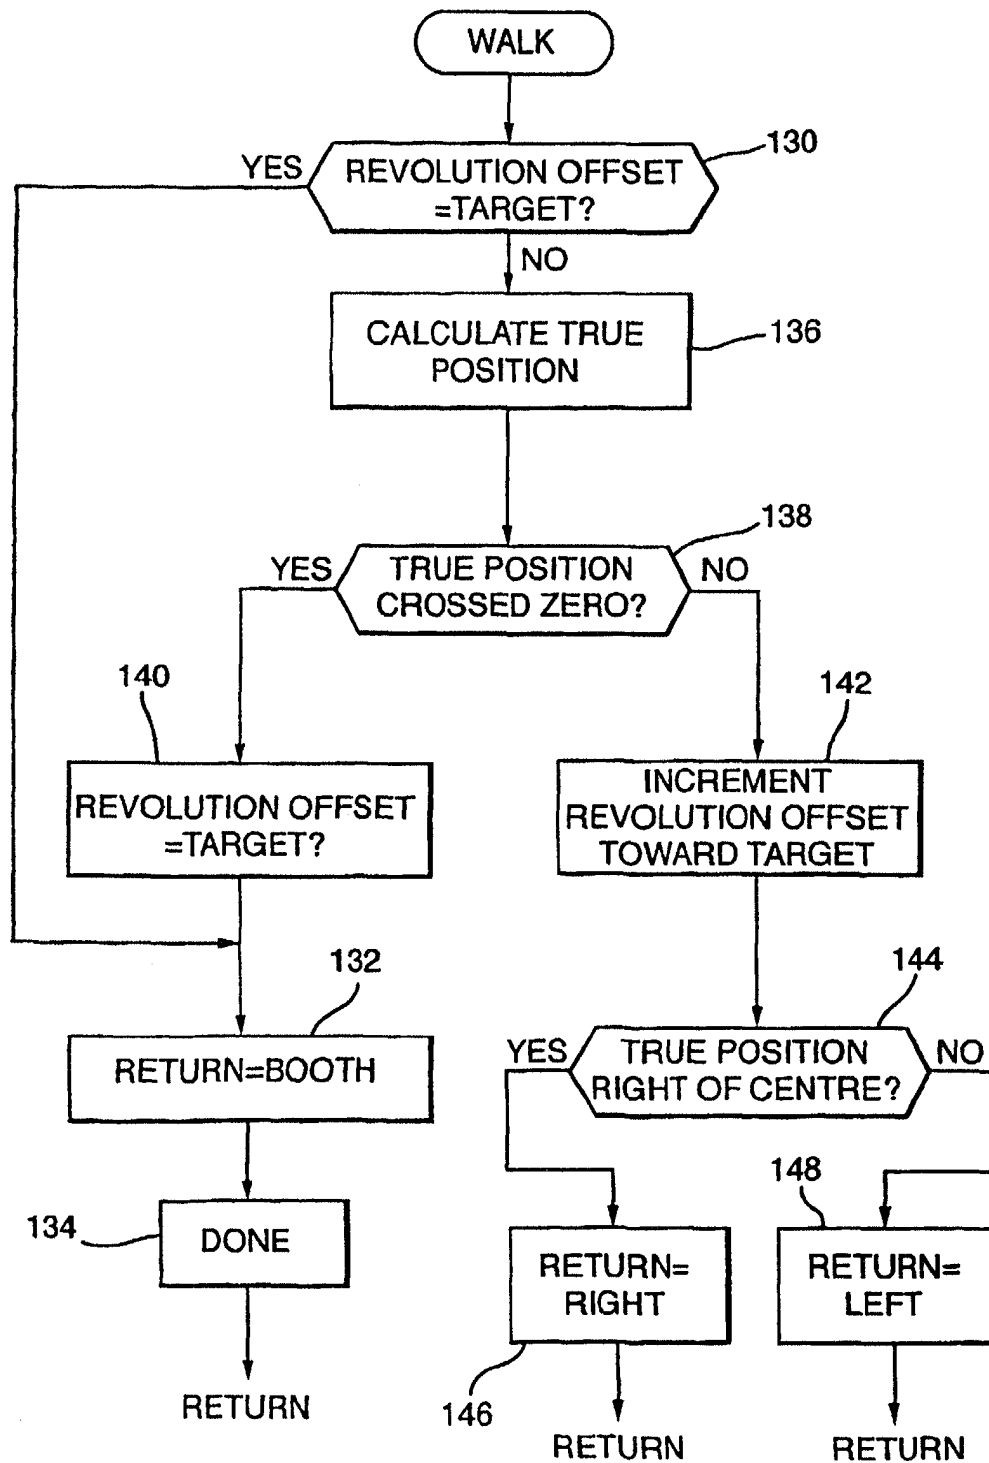 WALK
130
YES
REVOLUTION OFFSET
=TARGET?
NO
CALCULATE TRUE
POSITION
136
138
YES
TRUE POSITION
CROSSED ZERO?
NO
140
142
REVOLUTION OFFSET
=TARGET?
INCREMENT
REVOLUTION OFFSET
TOWARD TARGET
132
144
RETURN=BOOTH
YES
TRUE POSITION
RIGHT OF CENTRE?
NO
134
DONE
148
RETURN=
RIGHT
RETURN=
LEFT
RETURN
146
RETURN
RETURN